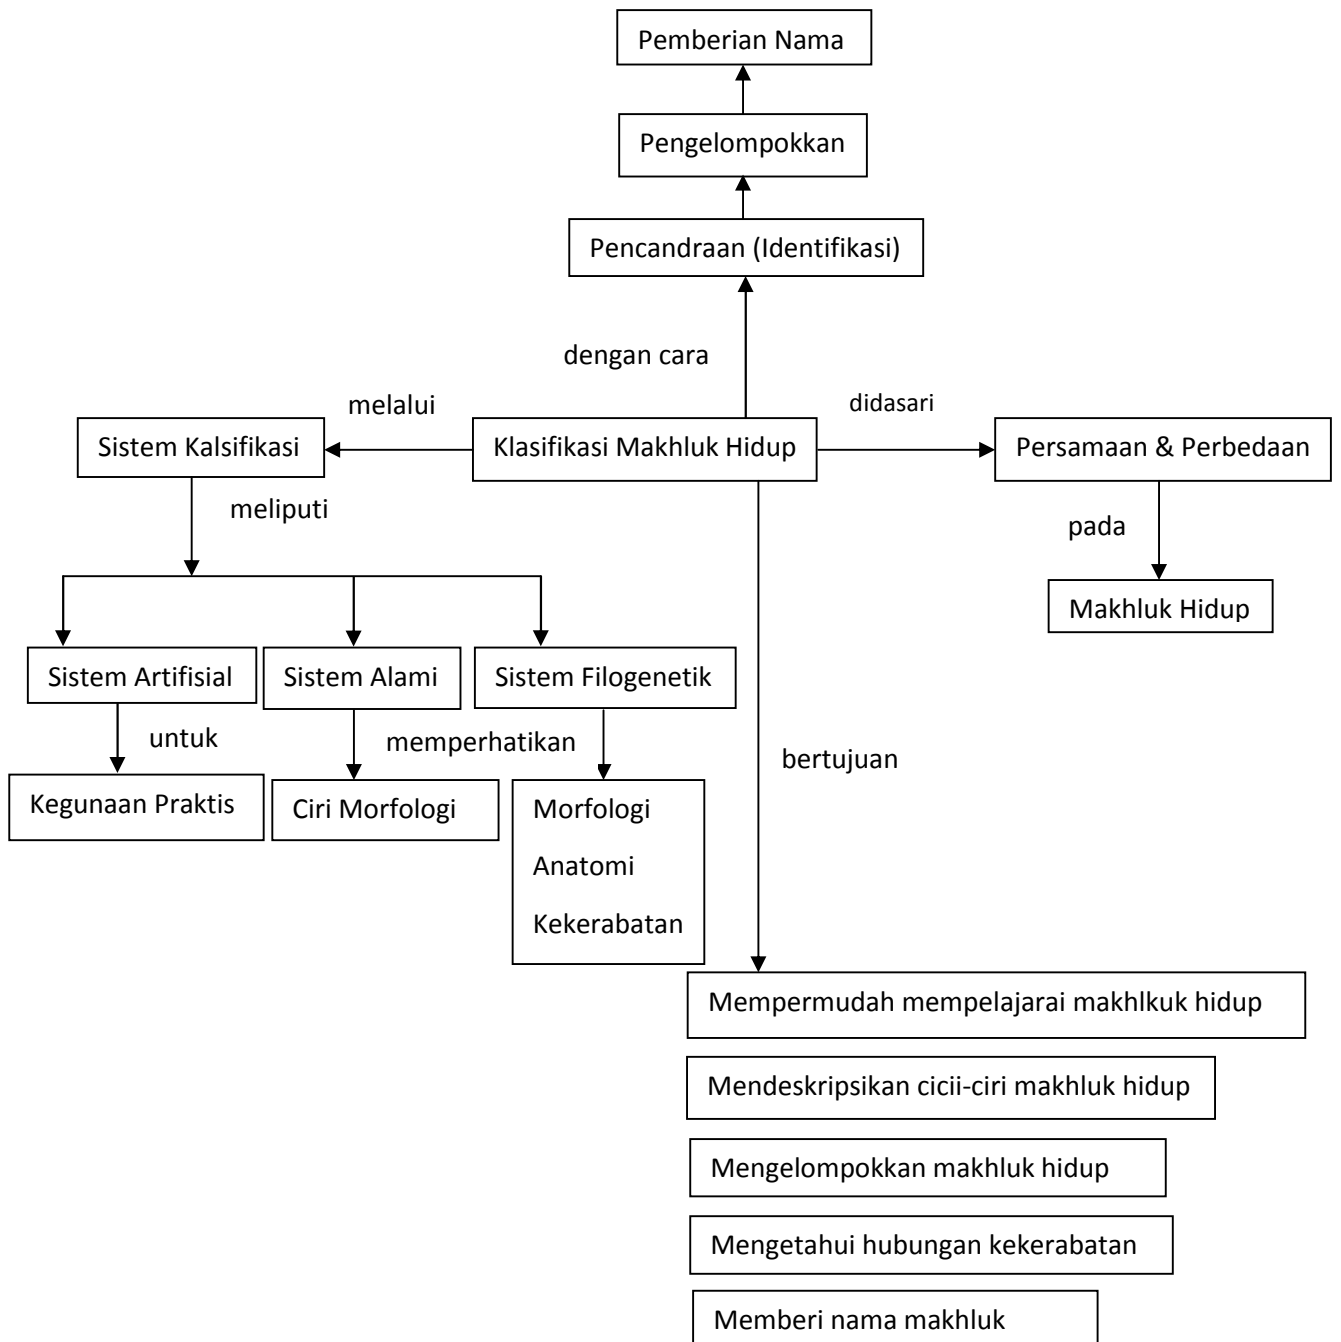 Pemberian Nama
Pengelompokkan
Pencandraan (Identifikasi)
dengan cara
melalui
didasari
Sistem Kalsifikasi
Klasifikasi Makhluk Hidup
Persamaan & Perbedaan
meliputi
pada
Makhluk Hidup
Sistem Artifisial
Sistem Alami
Sistem Filogenetik
untuk
memperhatikan
bertujuan
Kegunaan Praktis
Ciri Morfologi
Morfologi
Anatomi
Kekerabatan
Mempermudah mempelajarai makhlkuk hidup
Mendeskripsikan cicii-ciri makhluk hidup
Mengelompokkan makhluk hidup
Mengetahui hubungan kekerabatan
Memberi nama makhluk